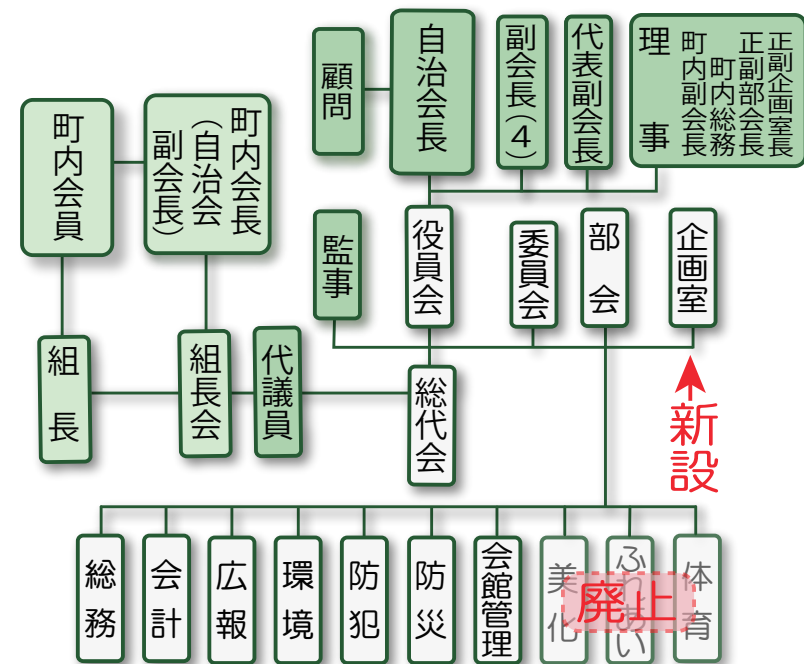 顧問
自治会長
副会長（４）
代表副会長
理事
正副企画室長
正副部会長
町内総務
町内副会長
町内会員
町内会長
（自治会
副会長）
監事
役員会
委員会
部会
企画室
組長
組長会
代議員
総代会
新設
総務
会計
広報
環境
防犯
防災
会館管理
美化
ふれあい
体育
廃止